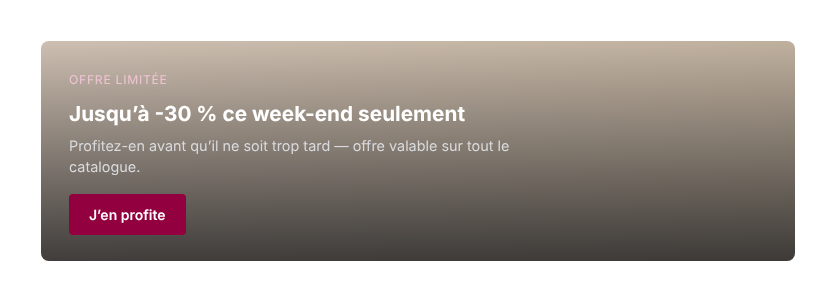 OFFRE LIMITÉE
Jusqu’à -30 % ce week-end seulement
Profitez-en avant qu’il ne soit trop tard — offre valable sur tout le
catalogue.
J’en profite